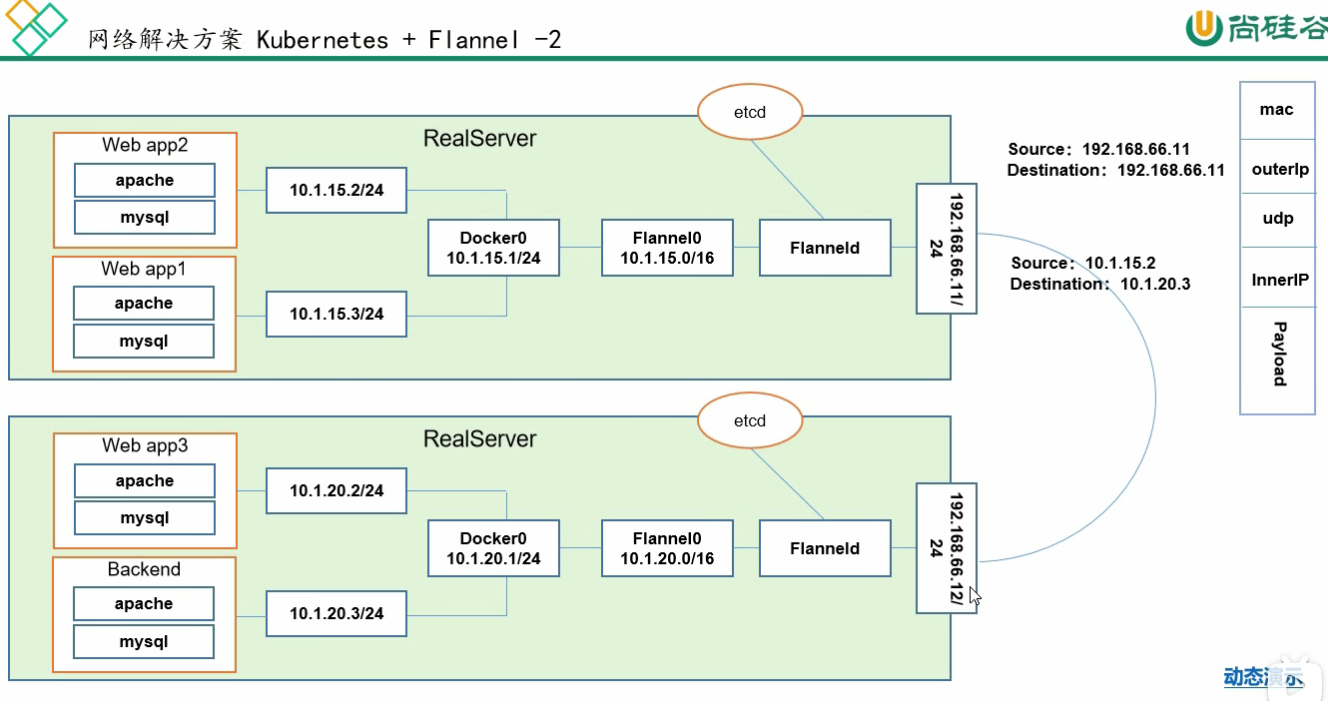 网络解决方案 Kubernetes + Flannel -2
尚硅谷
etcd
RealServer
Web app2
apache
mysql
10.1.15.2/24
Web app1
apache
mysql
10.1.15.3/24
Docker0
10.1.15.1/24
Flannel0
10.1.15.0/16
Flanneld
192.168.66.11/
24
Source：192.168.66.11
Destination：192.168.66.11
Source：10.1.15.2
Destination：10.1.20.3
mac
outerIp
udp
InnerIP
Payload
etcd
RealServer
Web app3
apache
mysql
10.1.20.2/24
Backend
apache
mysql
10.1.20.3/24
Docker0
10.1.20.1/24
Flannel0
10.1.20.0/16
Flanneld
192.168.66.12/
24
动态演示